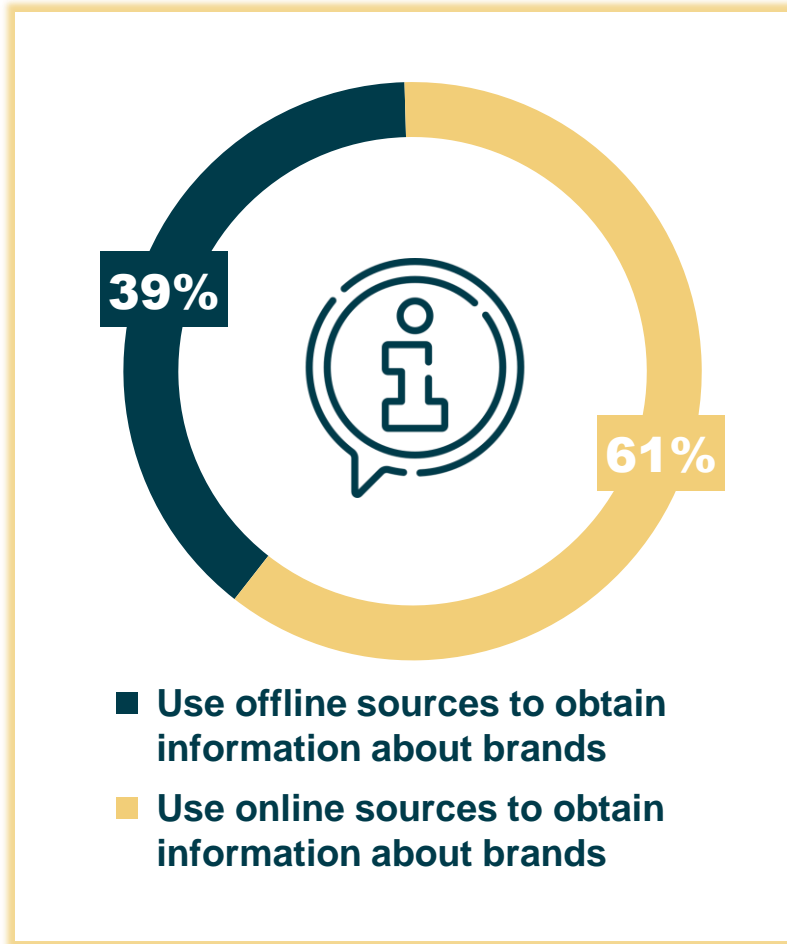 39%
61%
Use offline sources to obtain
information about brands
Use online sources to obtain
information about brands